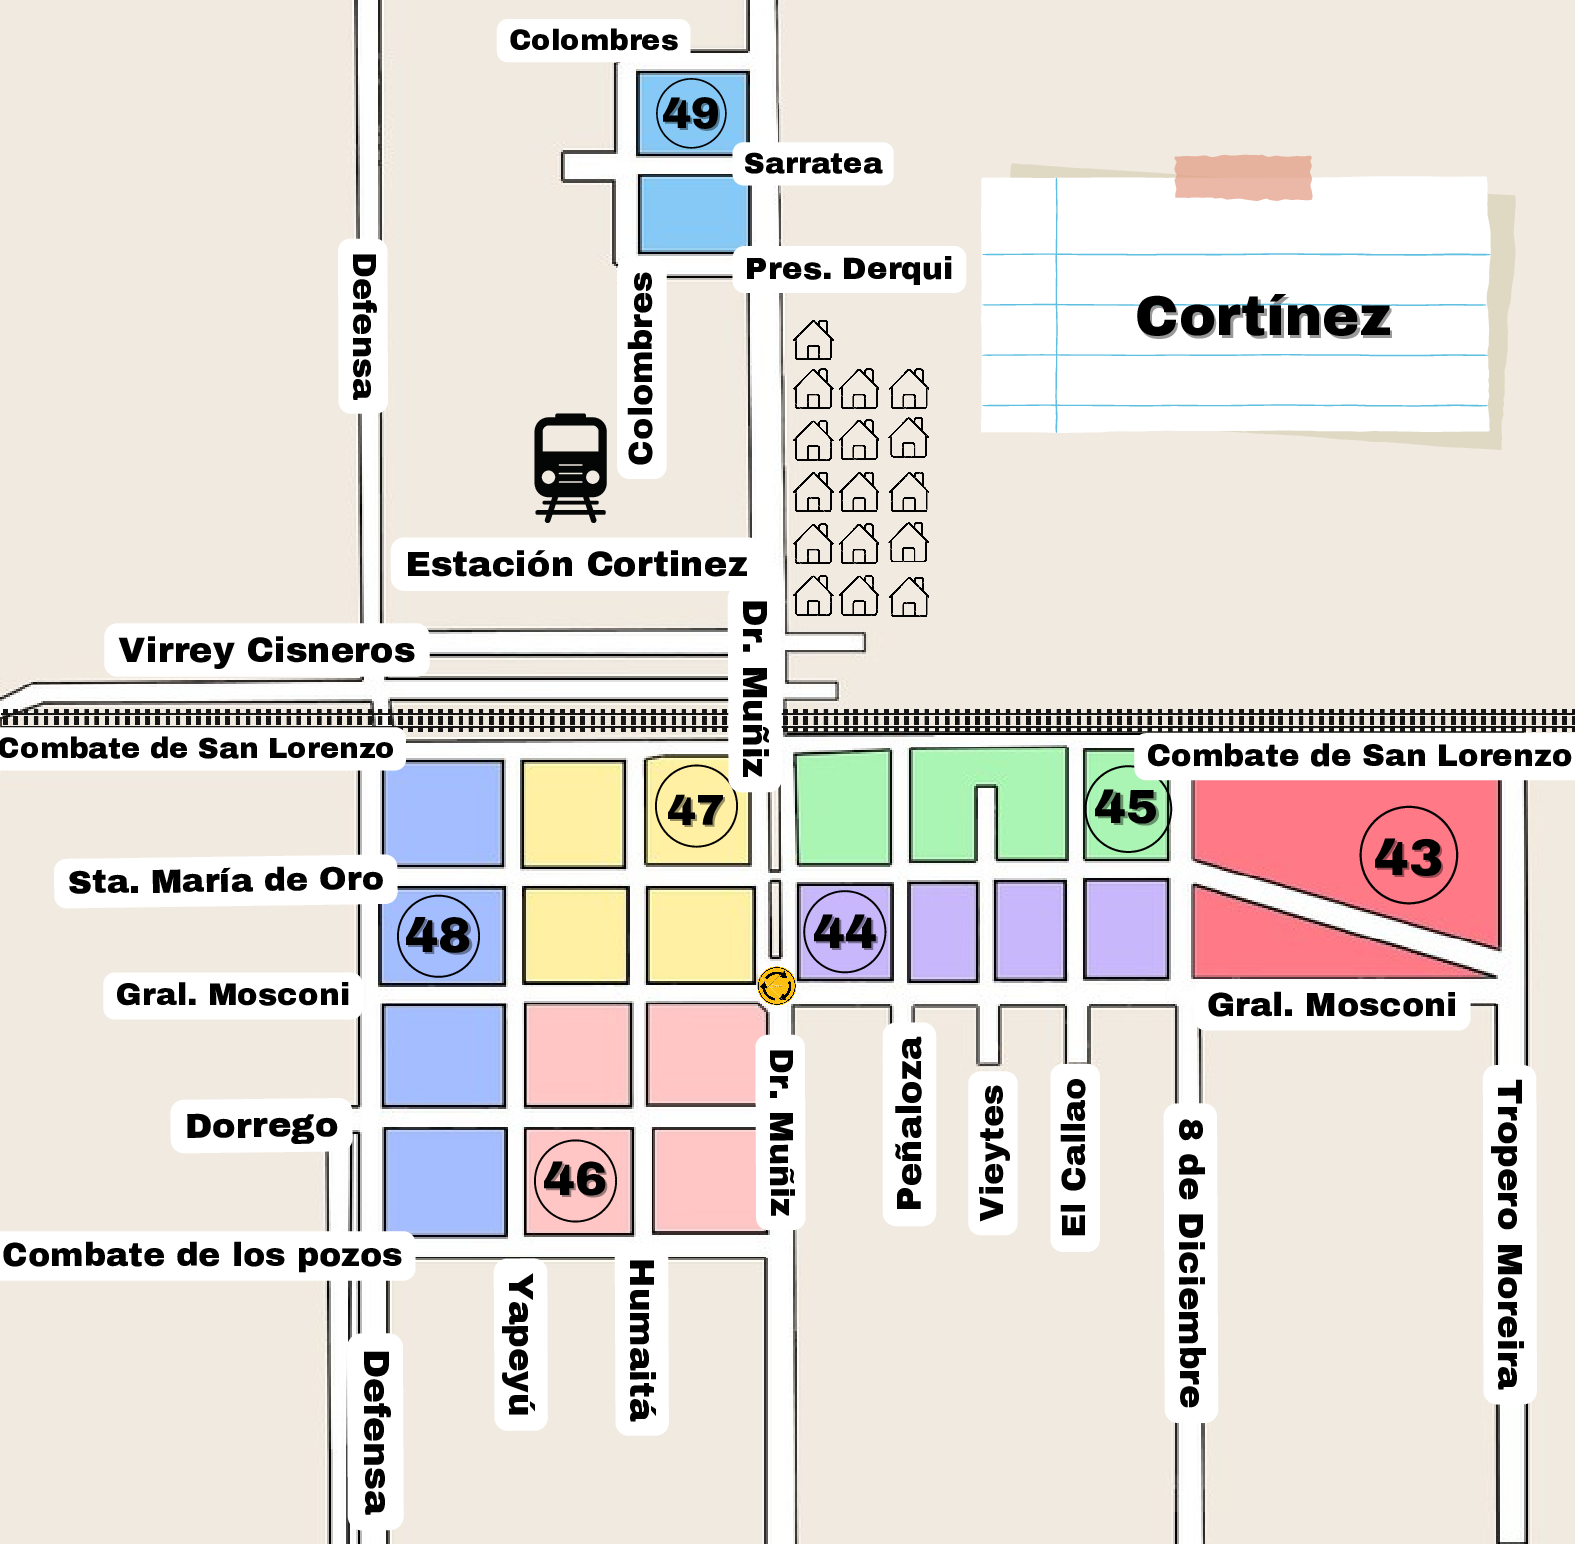 Colombres
49
Sarratea
Defensa
Pres. Derqui
Colombres
Cortínez
Estación Cortinez
Dr. Muñiz
Virrey Cisneros
Combate de San Lorenzo
Combate de San Lorenzo
47
45
43
Sta. María de Oro
48
44
Gral. Mosconi
Gral. Mosconi
Dr. Muñiz
Peñaloza
Vieytes
El Callao
8 de Diciembre
Tropero Moreira
Dorrego
46
Combate de los pozos
Yapeyú
Humaitá
Defensa